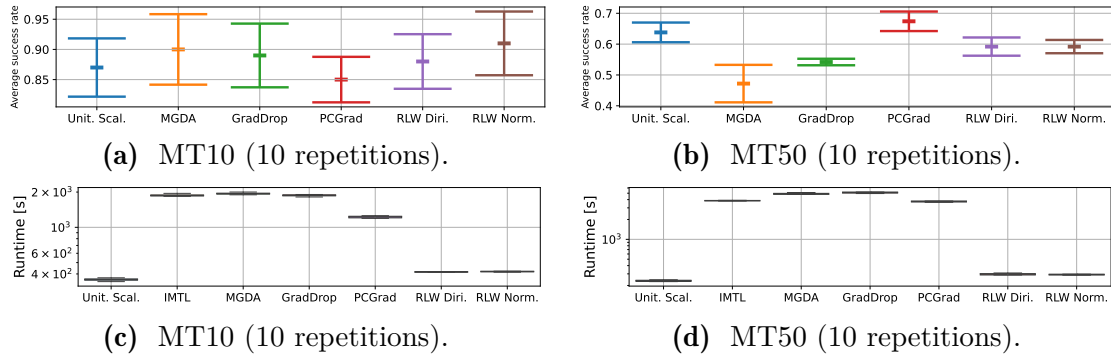 Average success rate
0.95
0.90
0.85
Unit. Scal. MGDA GradDrop PCGrad RLW Diri. RLW Norm.
(a) MT10 (10 repetitions).
Average success rate
0.7
0.6
0.5
0.4
Unit. Scal. MGDA GradDrop PCGrad RLW Diri. RLW Norm.
(b) MT50 (10 repetitions).
Runtime [s]
2 × 10³
10³
6 × 10²
4 × 10²
Unit. Scal. IMTL MGDA GradDrop PCGrad RLW Diri. RLW Norm.
(c) MT10 (10 repetitions).
Runtime [s]
10³
Unit. Scal. IMTL MGDA GradDrop PCGrad RLW Diri. RLW Norm.
(d) MT50 (10 repetitions).